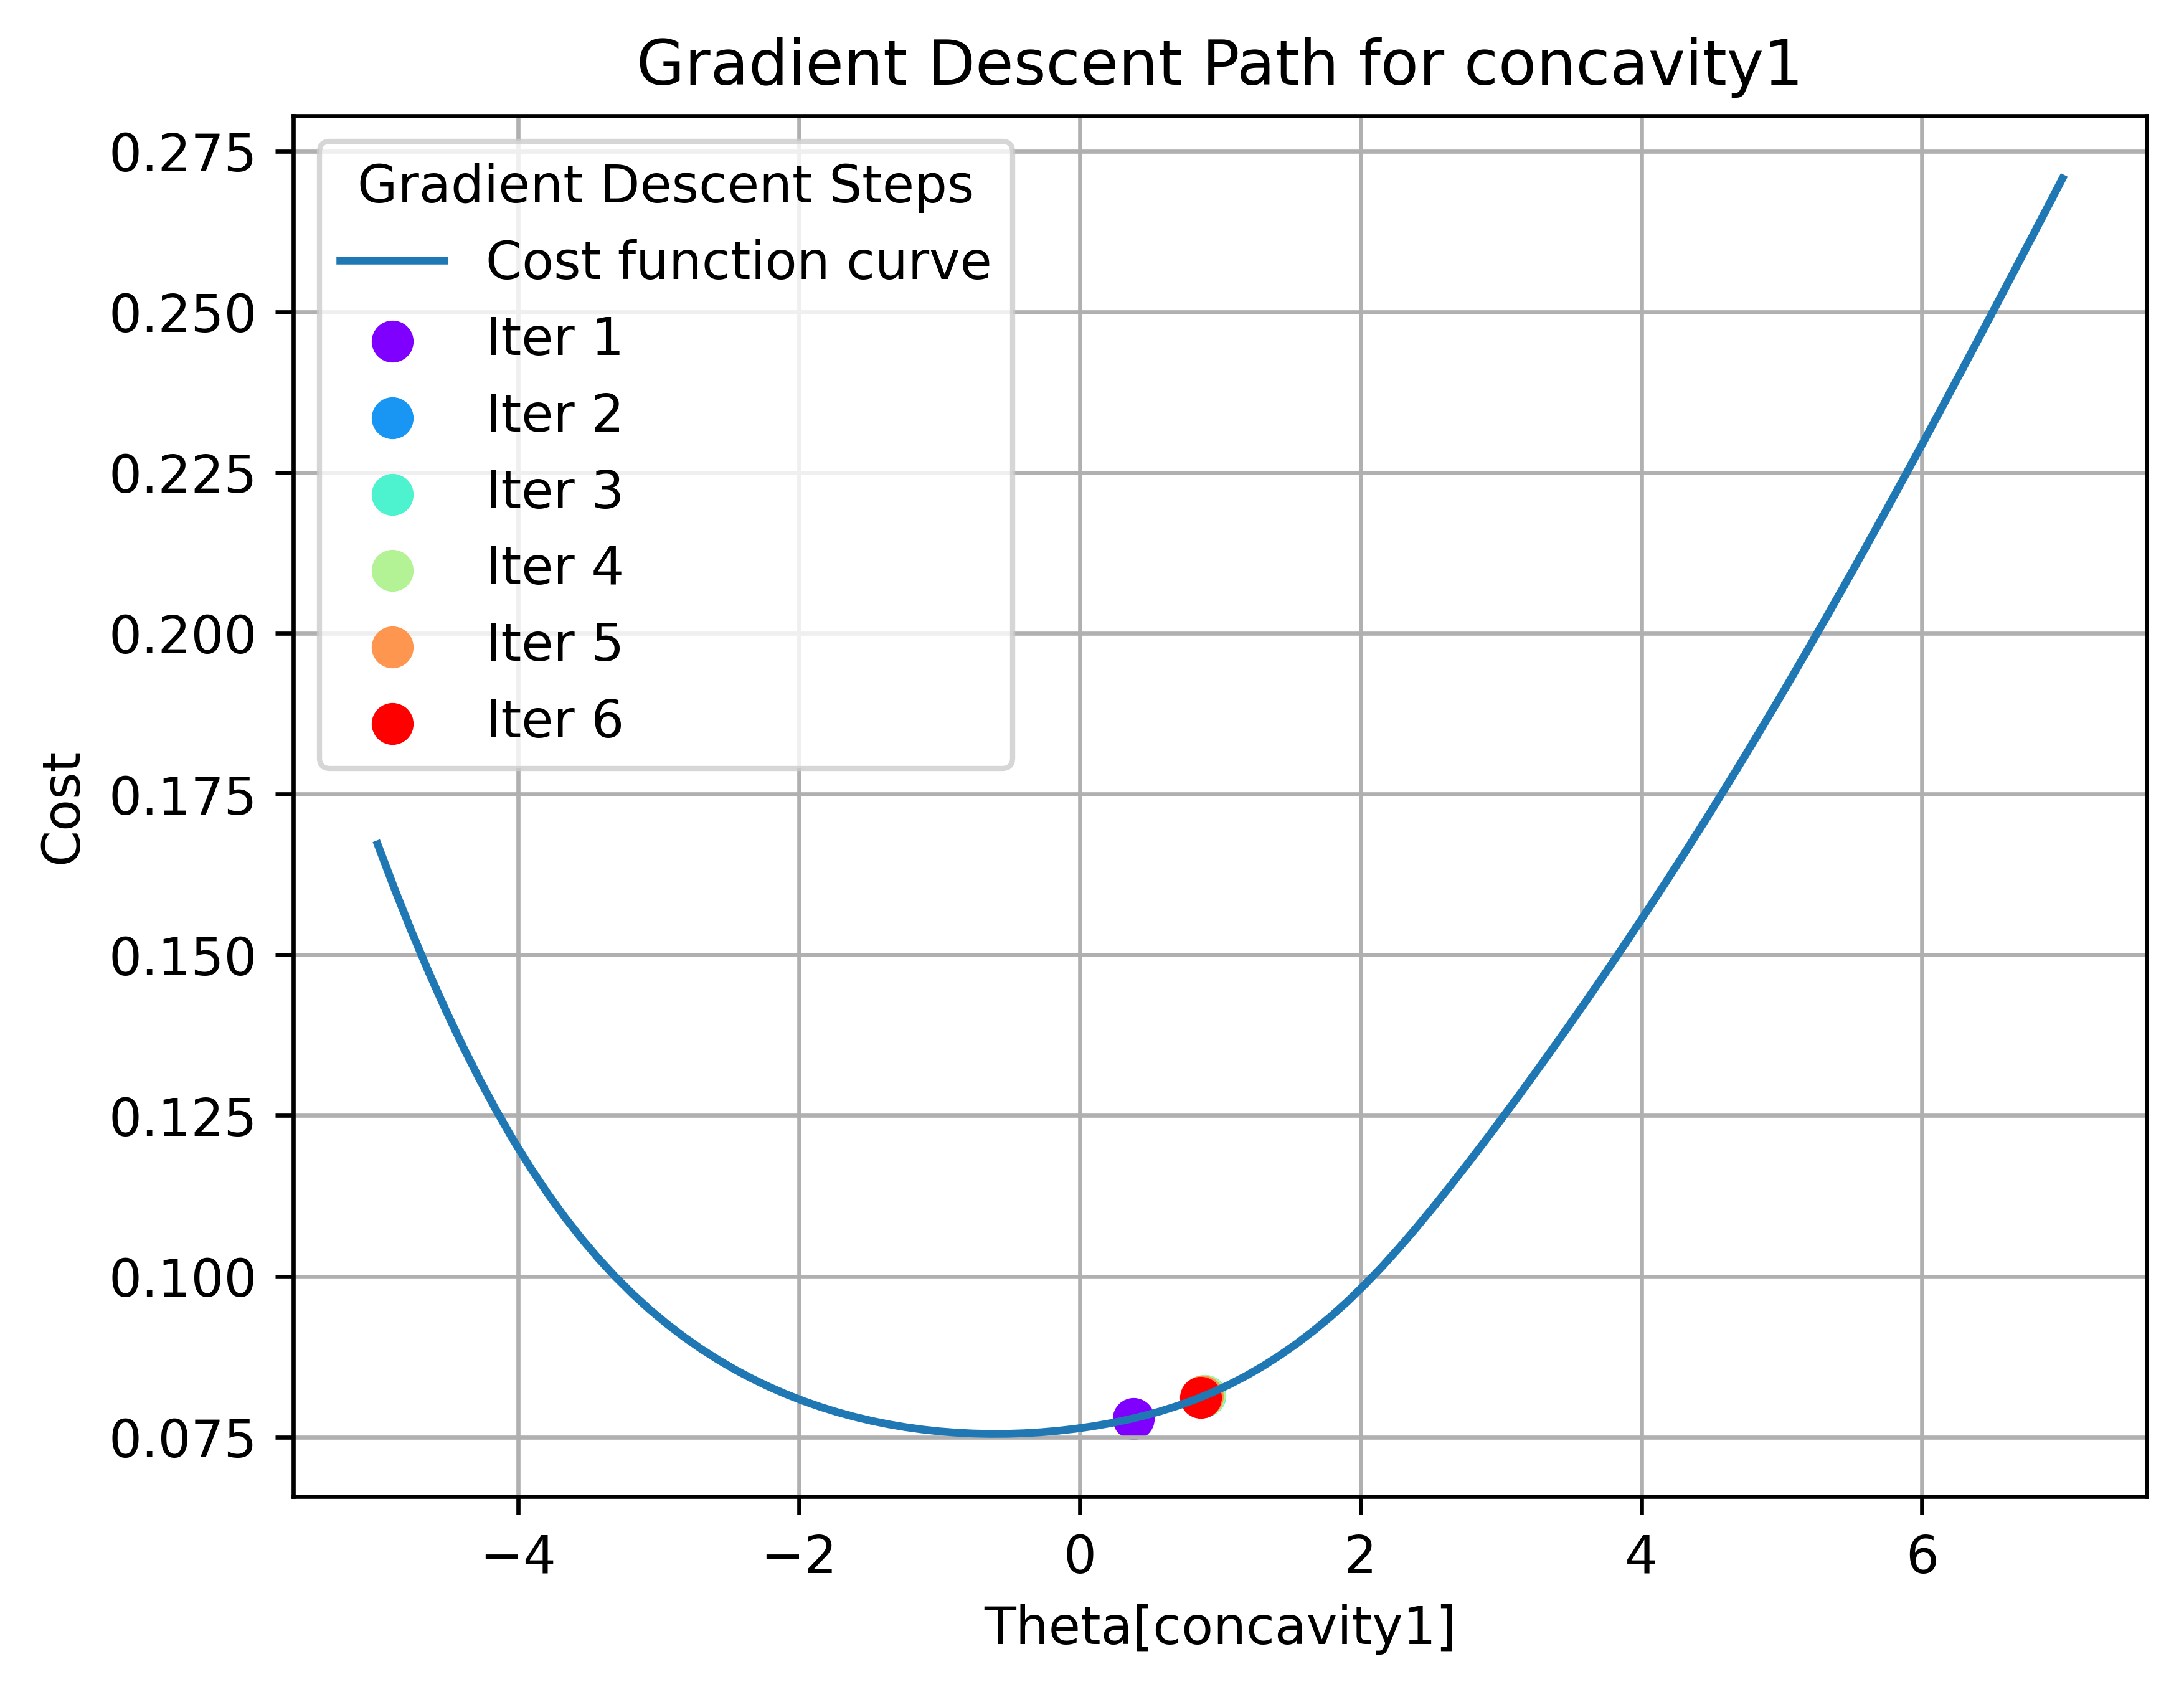 Gradient Descent Path for concavity1
0.275
0.250
0.225
0.200
0.175
0.150
0.125
0.100
0.075
Cost
Gradient Descent Steps
Cost function curve
Iter 1
Iter 2
Iter 3
Iter 4
Iter 5
Iter 6
−4 −2 0 2 4 6
Theta[concavity1]